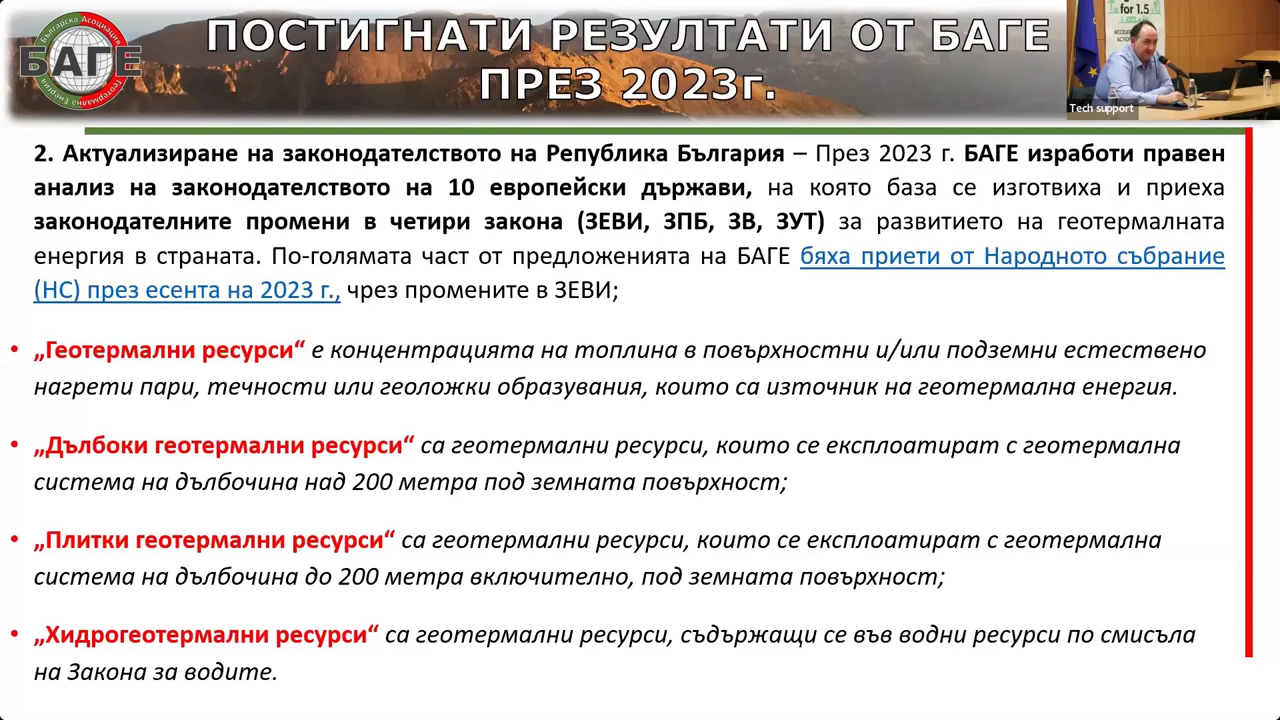 ПОСТИГНАТИ РЕЗУЛТАТИ ОТ БАГЕ
ПРЕЗ 2023г.
Българска Асоциация
БАГЕ
Геотермална Енергия
for 1.5
Tech support
2. Актуализиране на законодателството на Република България – През 2023 г. БАГЕ изработи правен
анализ на законодателството на 10 европейски държави, на която база се изготвиха и приеха
законодателните промени в четири закона (ЗЕВИ, ЗПБ, ЗВ, ЗУТ) за развитието на геотермалната
енергия в страната. По-голямата част от предложенията на БАГЕ бяха приети от Народното събрание
(НС) през есента на 2023 г., чрез промените в ЗЕВИ;
• „Геотермални ресурси“ е концентрацията на топлина в повърхностни и/или подземни естествено
нагрети пари, течности или геоложки образувания, които са източник на геотермална енергия.
• „Дълбоки геотермални ресурси“ са геотермални ресурси, които се експлоатират с геотермална
система на дълбочина над 200 метра под земната повърхност;
• „Плитки геотермални ресурси“ са геотермални ресурси, които се експлоатират с геотермална
система на дълбочина до 200 метра включително, под земната повърхност;
• „Хидрогеотермални ресурси“ са геотермални ресурси, съдържащи се във водни ресурси по смисъла
на Закона за водите.